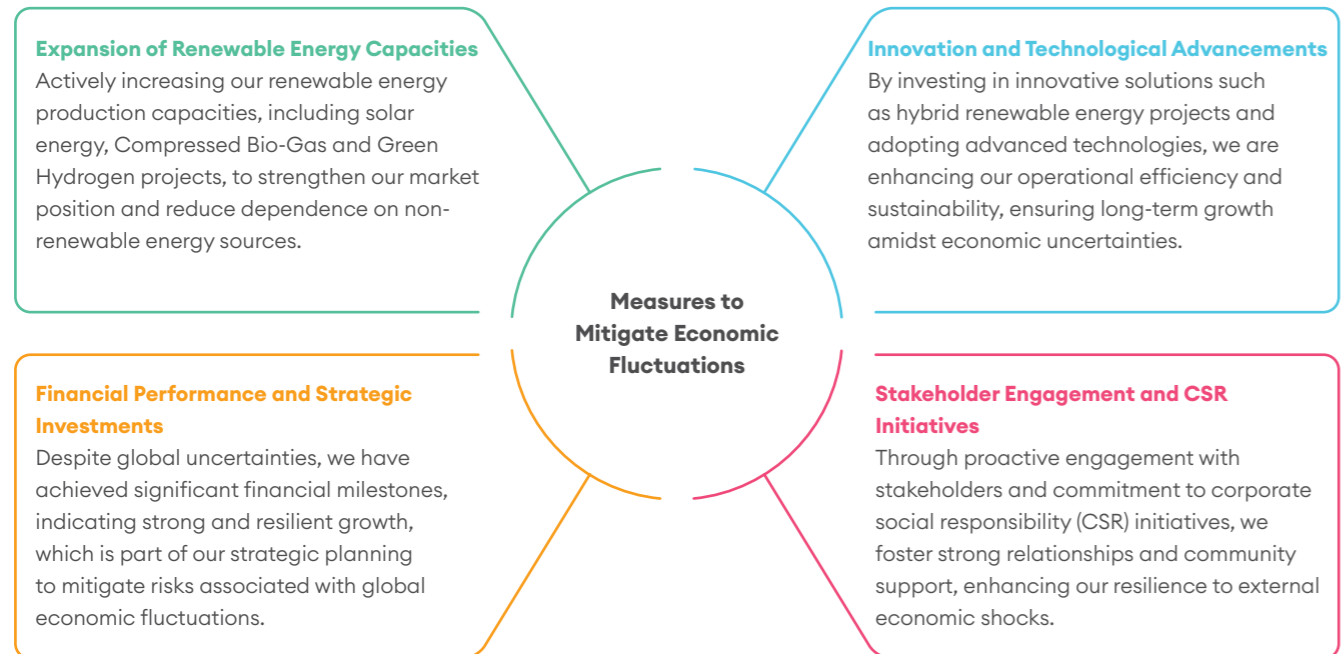 Expansion of Renewable Energy Capacities
Actively increasing our renewable energy
production capacities, including solar
energy, Compressed Bio-Gas and Green
Hydrogen projects, to strengthen our market
position and reduce dependence on non-
renewable energy sources.
Innovation and Technological Advancements
By investing in innovative solutions such
as hybrid renewable energy projects and
adopting advanced technologies, we are
enhancing our operational efficiency and
sustainability, ensuring long-term growth
amidst economic uncertainties.
Measures to
Mitigate Economic
Fluctuations
Financial Performance and Strategic
Investments
Despite global uncertainties, we have
achieved significant financial milestones,
indicating strong and resilient growth,
which is part of our strategic planning
to mitigate risks associated with global
economic fluctuations.
Stakeholder Engagement and CSR
Initiatives
Through proactive engagement with
stakeholders and commitment to corporate
social responsibility (CSR) initiatives, we
foster strong relationships and community
support, enhancing our resilience to external
economic shocks.